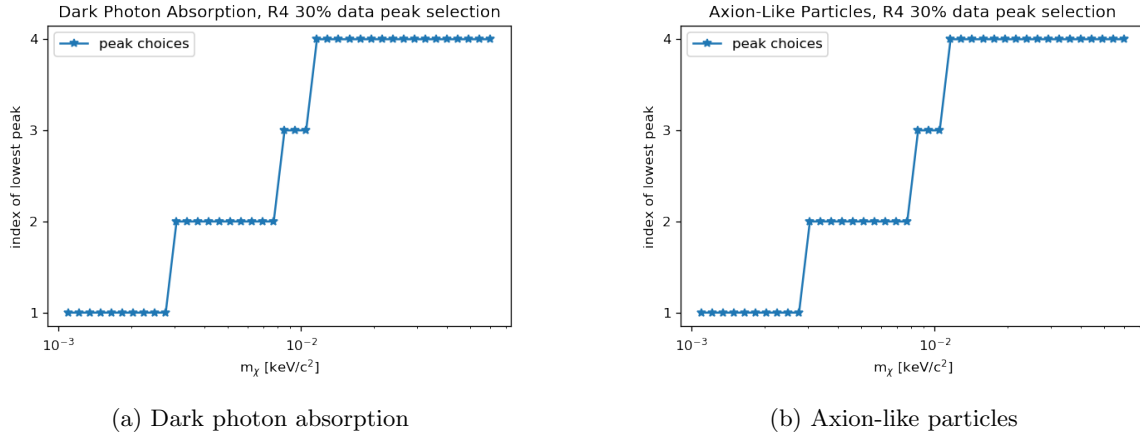 Dark Photon Absorption, R4 30% data peak selection
peak choices
4
3
2
1
index of lowest peak
10⁻³
10⁻²
m_χ [keV/c²]
(a) Dark photon absorption
Axion-Like Particles, R4 30% data peak selection
peak choices
4
3
2
1
index of lowest peak
10⁻³
10⁻²
m_χ [keV/c²]
(b) Axion-like particles